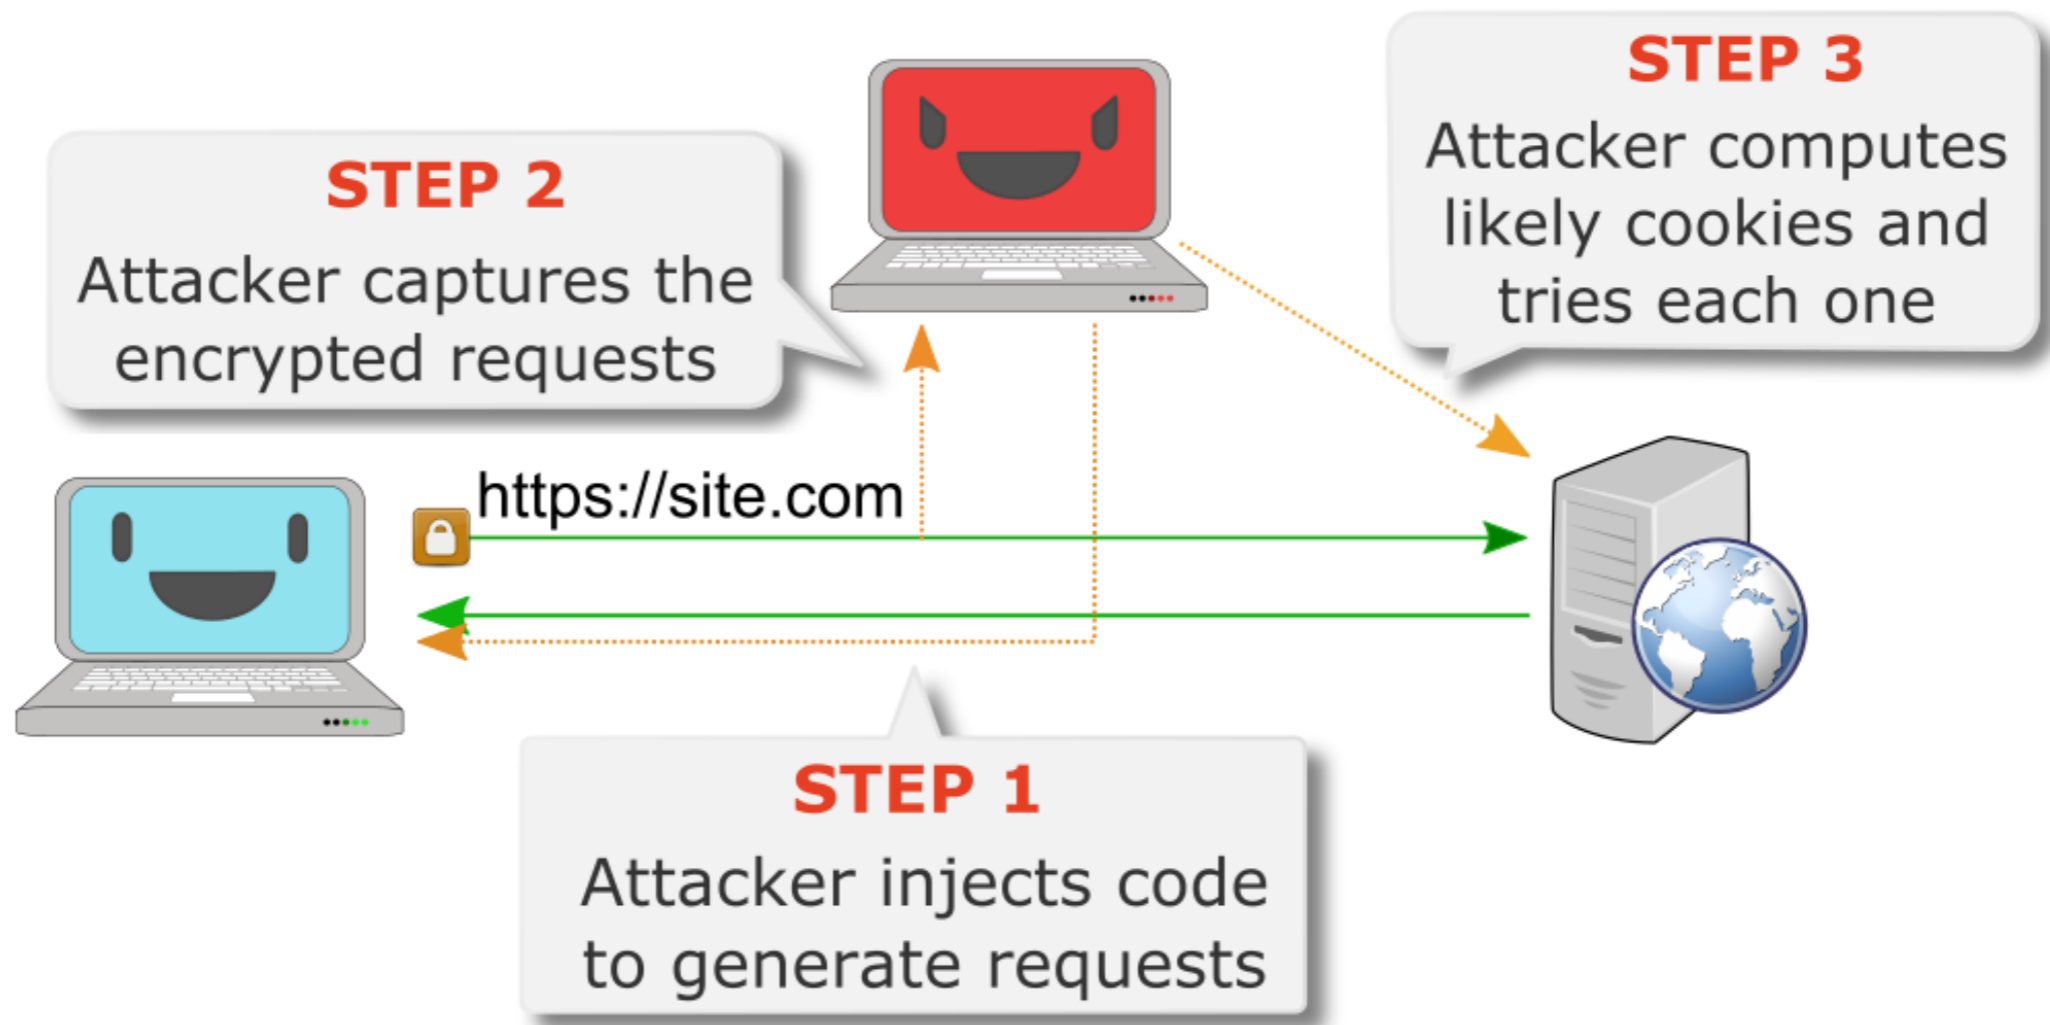 STEP 3
Attacker computes
likely cookies and
tries each one
STEP 2
Attacker captures the
encrypted requests
https://site.com
STEP 1
Attacker injects code
to generate requests